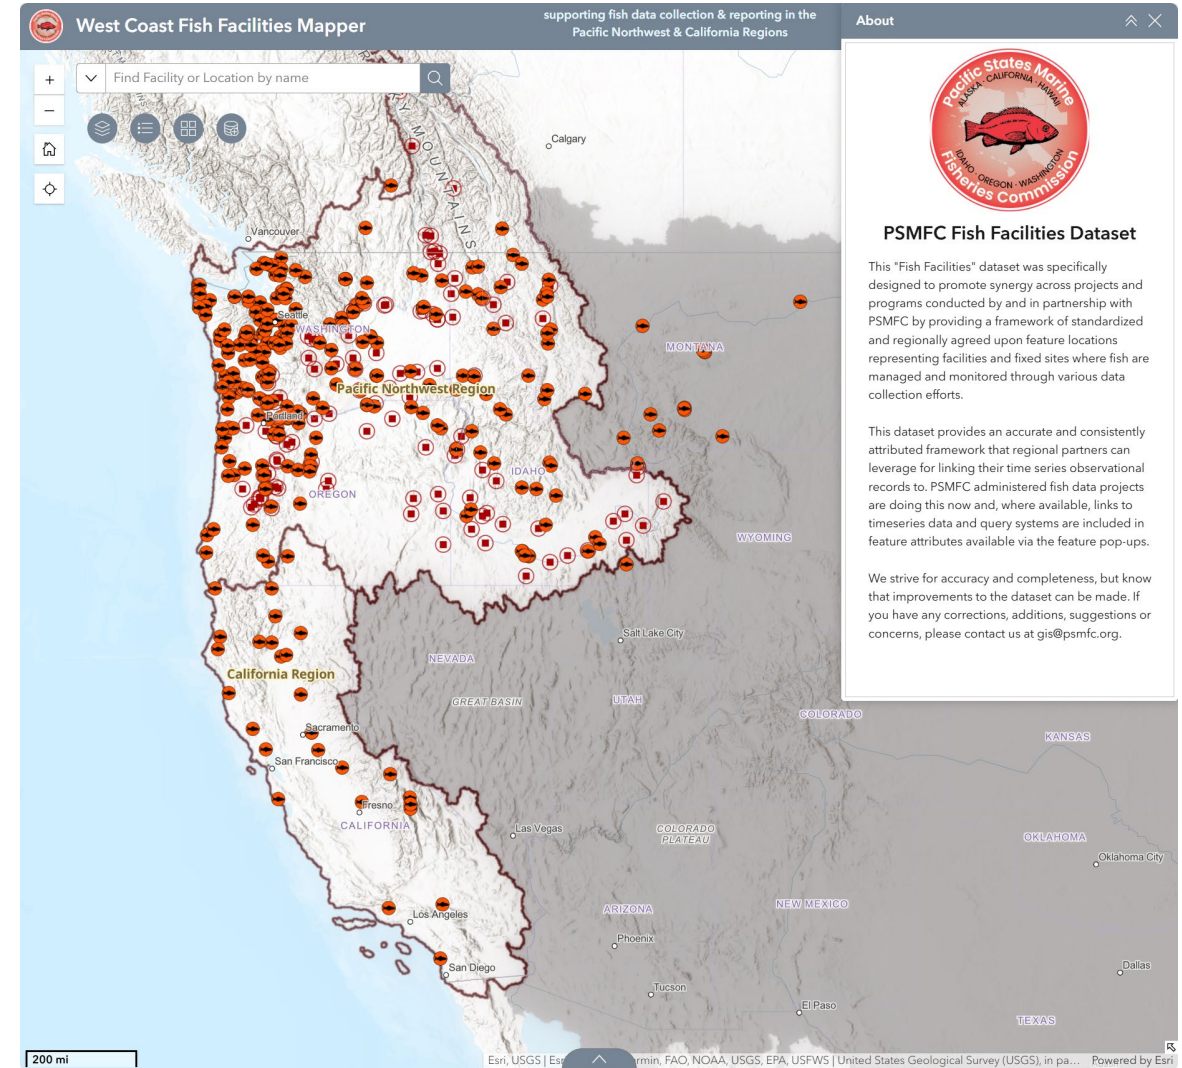 West Coast Fish Facilities Mapper
supporting fish data collection & reporting in the
Pacific Northwest & California Regions
About
Find Facility or Location by name
Pacific States Marine
ALASKA · CALIFORNIA · HAWAII
IDAHO · OREGON · WASHINGTON
Fisheries Commission
PSMFC Fish Facilities Dataset
This "Fish Facilities" dataset was specifically
designed to promote synergy across projects and
programs conducted by and in partnership with
PSMFC by providing a framework of standardized
and regionally agreed upon feature locations
representing facilities and fixed sites where fish are
managed and monitored through various data
collection efforts.
This dataset provides an accurate and consistently
attributed framework that regional partners can
leverage for linking their time series observational
records to. PSMFC administered fish data projects
are doing this now and, where available, links to
timeseries data and query systems are included in
feature attributes available via the feature pop-ups.
We strive for accuracy and completeness, but know
that improvements to the dataset can be made. If
you have any corrections, additions, suggestions or
concerns, please contact us at gis@psmfc.org.
MOUNTAINS
Calgary
Vancouver
Seattle
WASHINGTON
MONTANA
Pacific Northwest Region
Portland
IDAHO
OREGON
WYOMING
Salt Lake City
NEVADA
California Region
GREAT BASIN
UTAH
COLORADO
Sacramento
KANSAS
San Francisco
Fresno
CALIFORNIA
Las Vegas
COLORADO
PLATEAU
OKLAHOMA
Oklahoma City
Los Angeles
ARIZONA
NEW MEXICO
Phoenix
San Diego
Dallas
Tucson
El Paso
TEXAS
200 mi
Esri, USGS | Esr
rmin, FAO, NOAA, USGS, EPA, USFWS | United States Geological Survey (USGS), in pa...
Powered by Esri